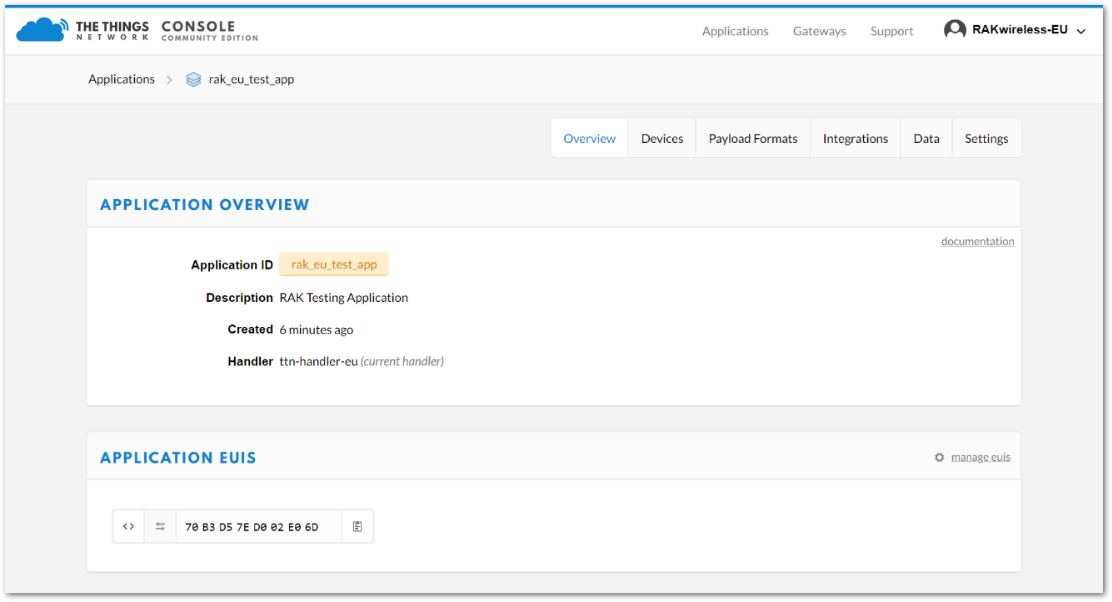 THE THINGS NETWORK CONSOLE COMMUNITY EDITION
Applications Gateways Support RAKwireless-EU
Applications > rak_eu_test_app
Overview Devices Payload Formats Integrations Data Settings
APPLICATION OVERVIEW
documentation
Application ID rak_eu_test_app
Description RAK Testing Application
Created 6 minutes ago
Handler ttn-handler-eu (current handler)
APPLICATION EUIS
manage euis
<> 70 B3 D5 7E D0 02 E0 6D